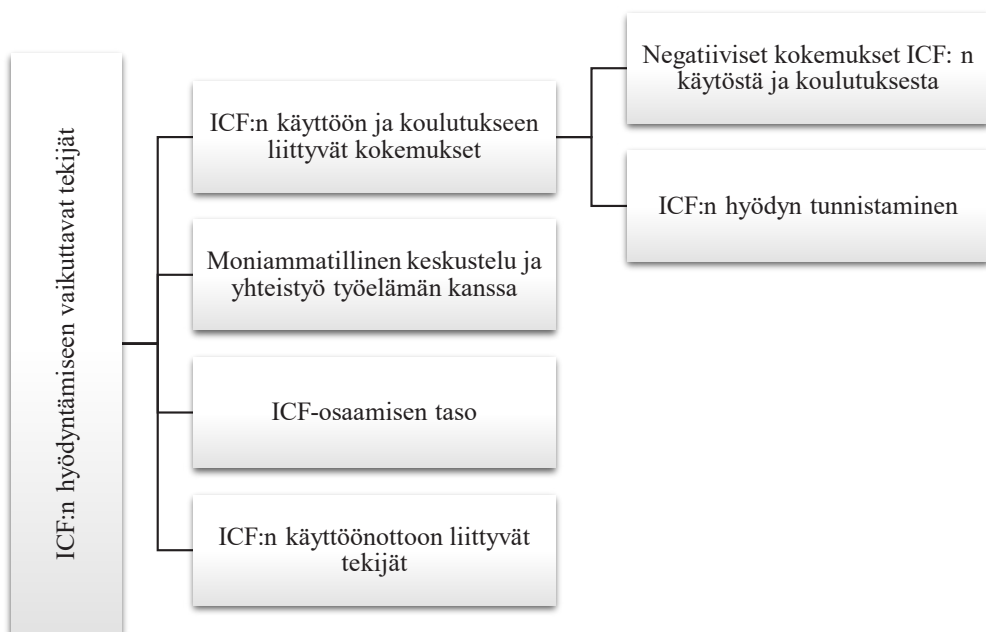 ICF:n hyödyntämiseen vaikuttavat tekijät
ICF:n käyttöön ja koulutukseen
liittyvät kokemukset
Negatiiviset kokemukset ICF: n
käytöstä ja koulutuksesta
ICF:n hyödyn tunnistaminen
Moniammatillinen keskustelu ja
yhteistyö työelämän kanssa
ICF-osaamisen taso
ICF:n käyttöönottoon liittyvät
tekijät